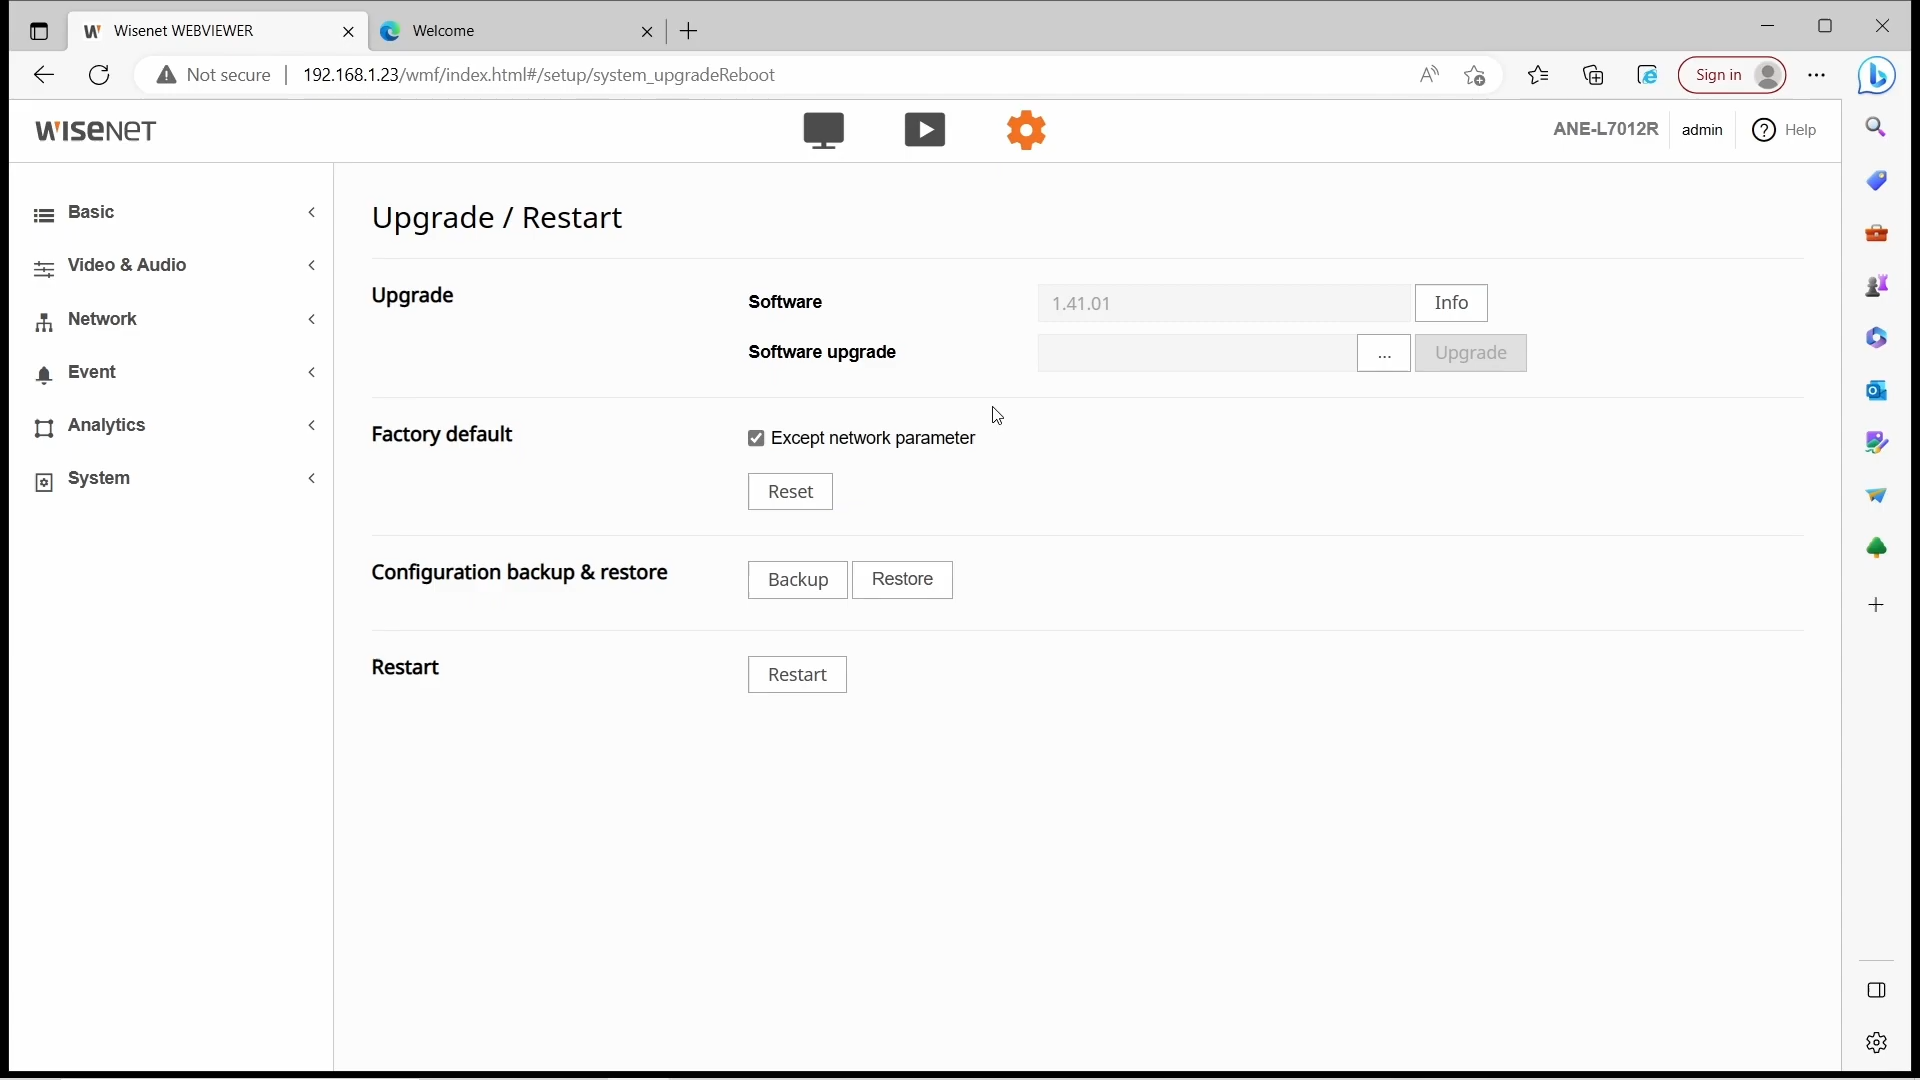 Wisenet WEBVIEWER
Welcome
Not secure
192.168.1.23/wmf/index.html#/setup/system_upgradeReboot
Sign in
WISENET
ANE-L7012R
admin
Help
Basic
Video & Audio
Network
Event
Analytics
System
Upgrade / Restart
Upgrade
Software
1.41.01
Info
Software upgrade
...
Upgrade
Factory default
Except network parameter
Reset
Configuration backup & restore
Backup
Restore
Restart
Restart